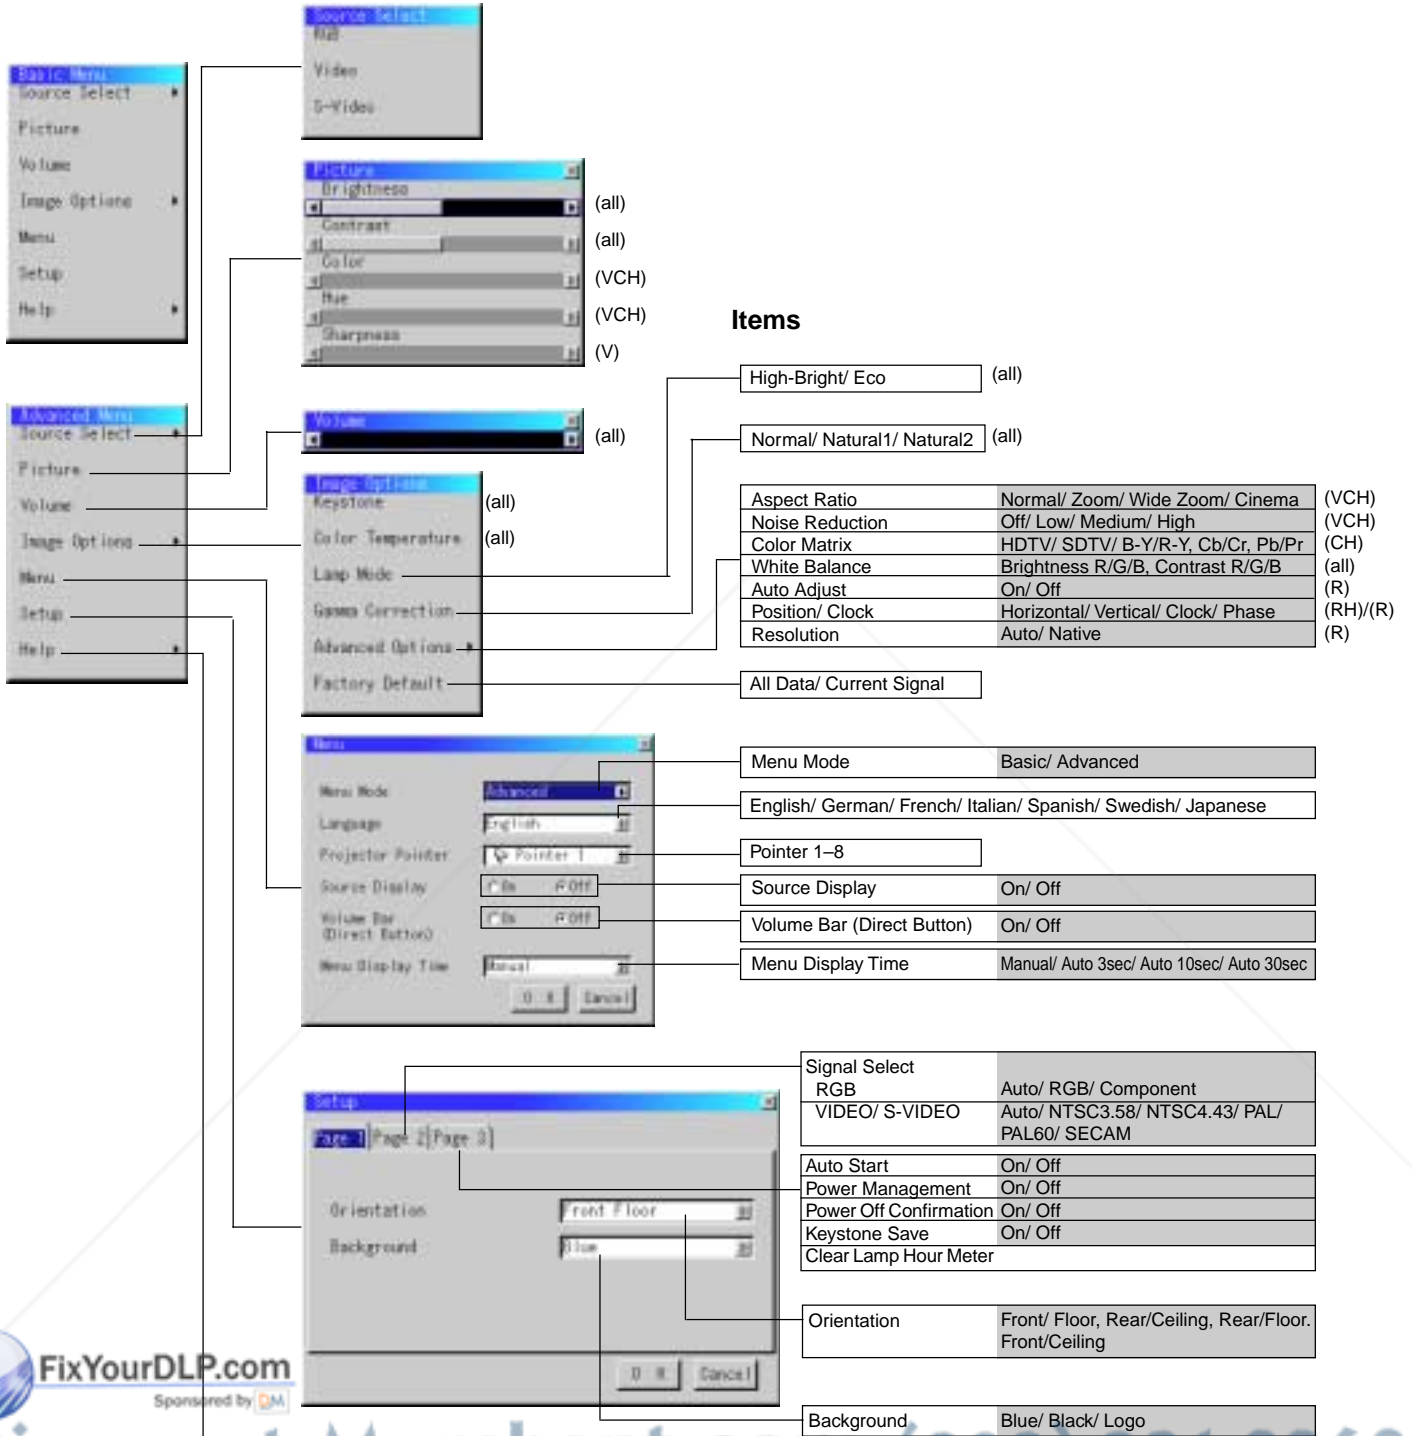 Source Select
RGB
Video
S-Video
Basic Menu
Source Select
Picture
Volume
Image Options
Menu
Setup
Help
Picture
Brightness
(all)
Contrast
(all)
Color
(VCH)
Hue
(VCH)
Sharpness
(V)
Items
High-Bright/ Eco
(all)
Advanced Menu
Source Select
Picture
Volume
Image Options
Menu
Setup
Help
Volume
(all)
Normal/ Natural1/ Natural2
(all)
Image Options
Keystone
(all)
Color Temperature
(all)
Lamp Mode
Gamma Correction
Advanced Options
Factory Default
Aspect Ratio Normal/ Zoom/ Wide Zoom/ Cinema (VCH)
Noise Reduction Off/ Low/ Medium/ High (VCH)
Color Matrix HDTV/ SDTV/ B-Y/R-Y, Cb/Cr, Pb/Pr (CH)
White Balance Brightness R/G/B, Contrast R/G/B (all)
Auto Adjust On/ Off (R)
Position/ Clock Horizontal/ Vertical/ Clock/ Phase (RH)/(R)
Resolution Auto/ Native (R)
All Data/ Current Signal
Menu
Menu Mode Advanced
Language English
Projector Pointer Pointer 1
Source Display On Off
Volume Bar On Off
(Direct Button)
Menu Display Time Manual
O K Cancel
Menu Mode Basic/ Advanced
English/ German/ French/ Italian/ Spanish/ Swedish/ Japanese
Pointer 1–8
Source Display On/ Off
Volume Bar (Direct Button) On/ Off
Menu Display Time Manual/ Auto 3sec/ Auto 10sec/ Auto 30sec
Setup
Page 1 Page 2 Page 3
Orientation Front Floor
Background Blue
O K Cancel
Signal Select
RGB Auto/ RGB/ Component
VIDEO/ S-VIDEO Auto/ NTSC3.58/ NTSC4.43/ PAL/
PAL60/ SECAM
Auto Start On/ Off
Power Management On/ Off
Power Off Confirmation On/ Off
Keystone Save On/ Off
Clear Lamp Hour Meter
Orientation Front/ Floor, Rear/Ceiling, Rear/Floor.
Front/Ceiling
Background Blue/ Black/ Logo
FixYourDLP.com
Sponsored by DM